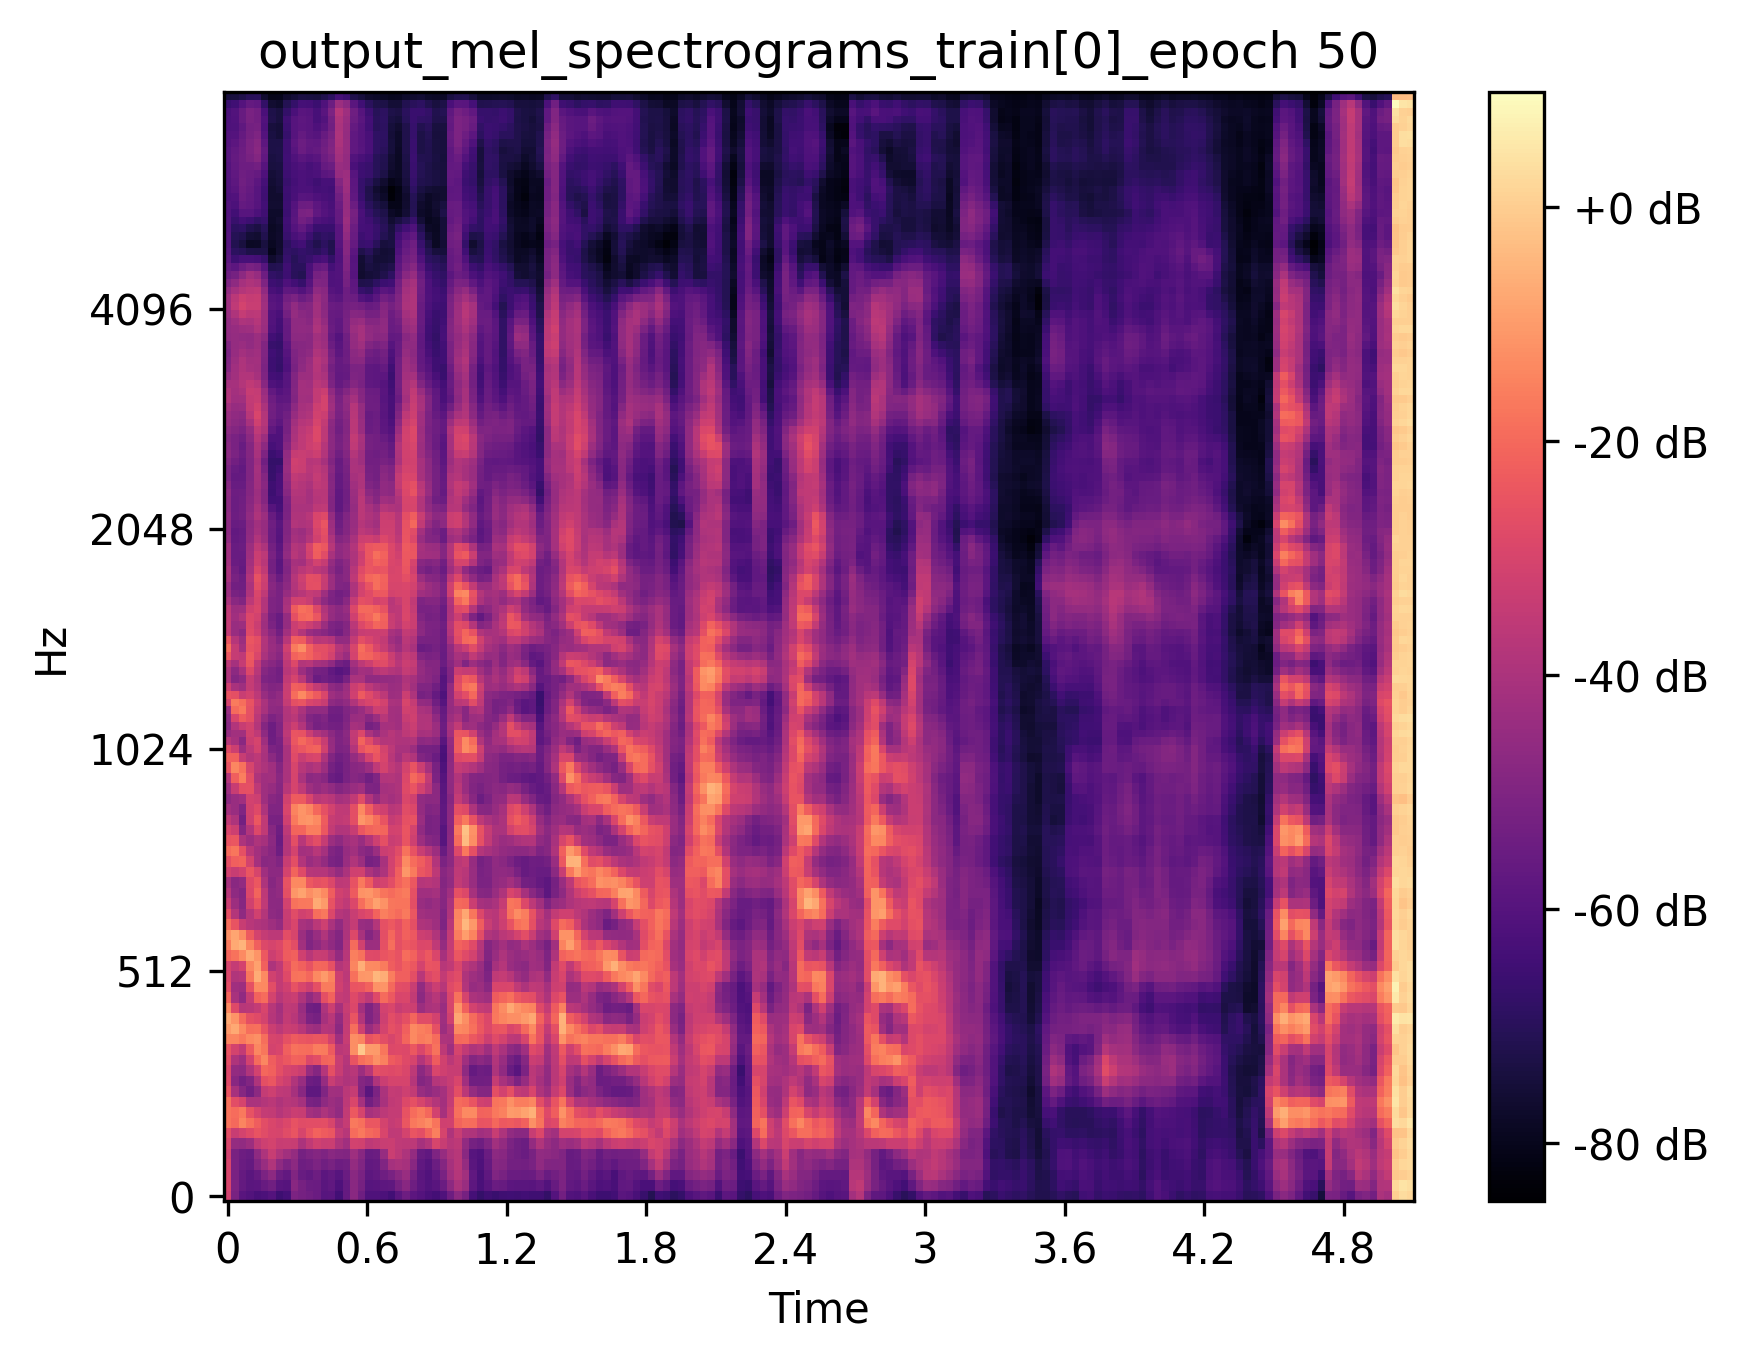 output_mel_spectrograms_train[0]_epoch 50
Hz
4096
2048
1024
512
0
0 0.6 1.2 1.8 2.4 3 3.6 4.2 4.8
Time
+0 dB
-20 dB
-40 dB
-60 dB
-80 dB